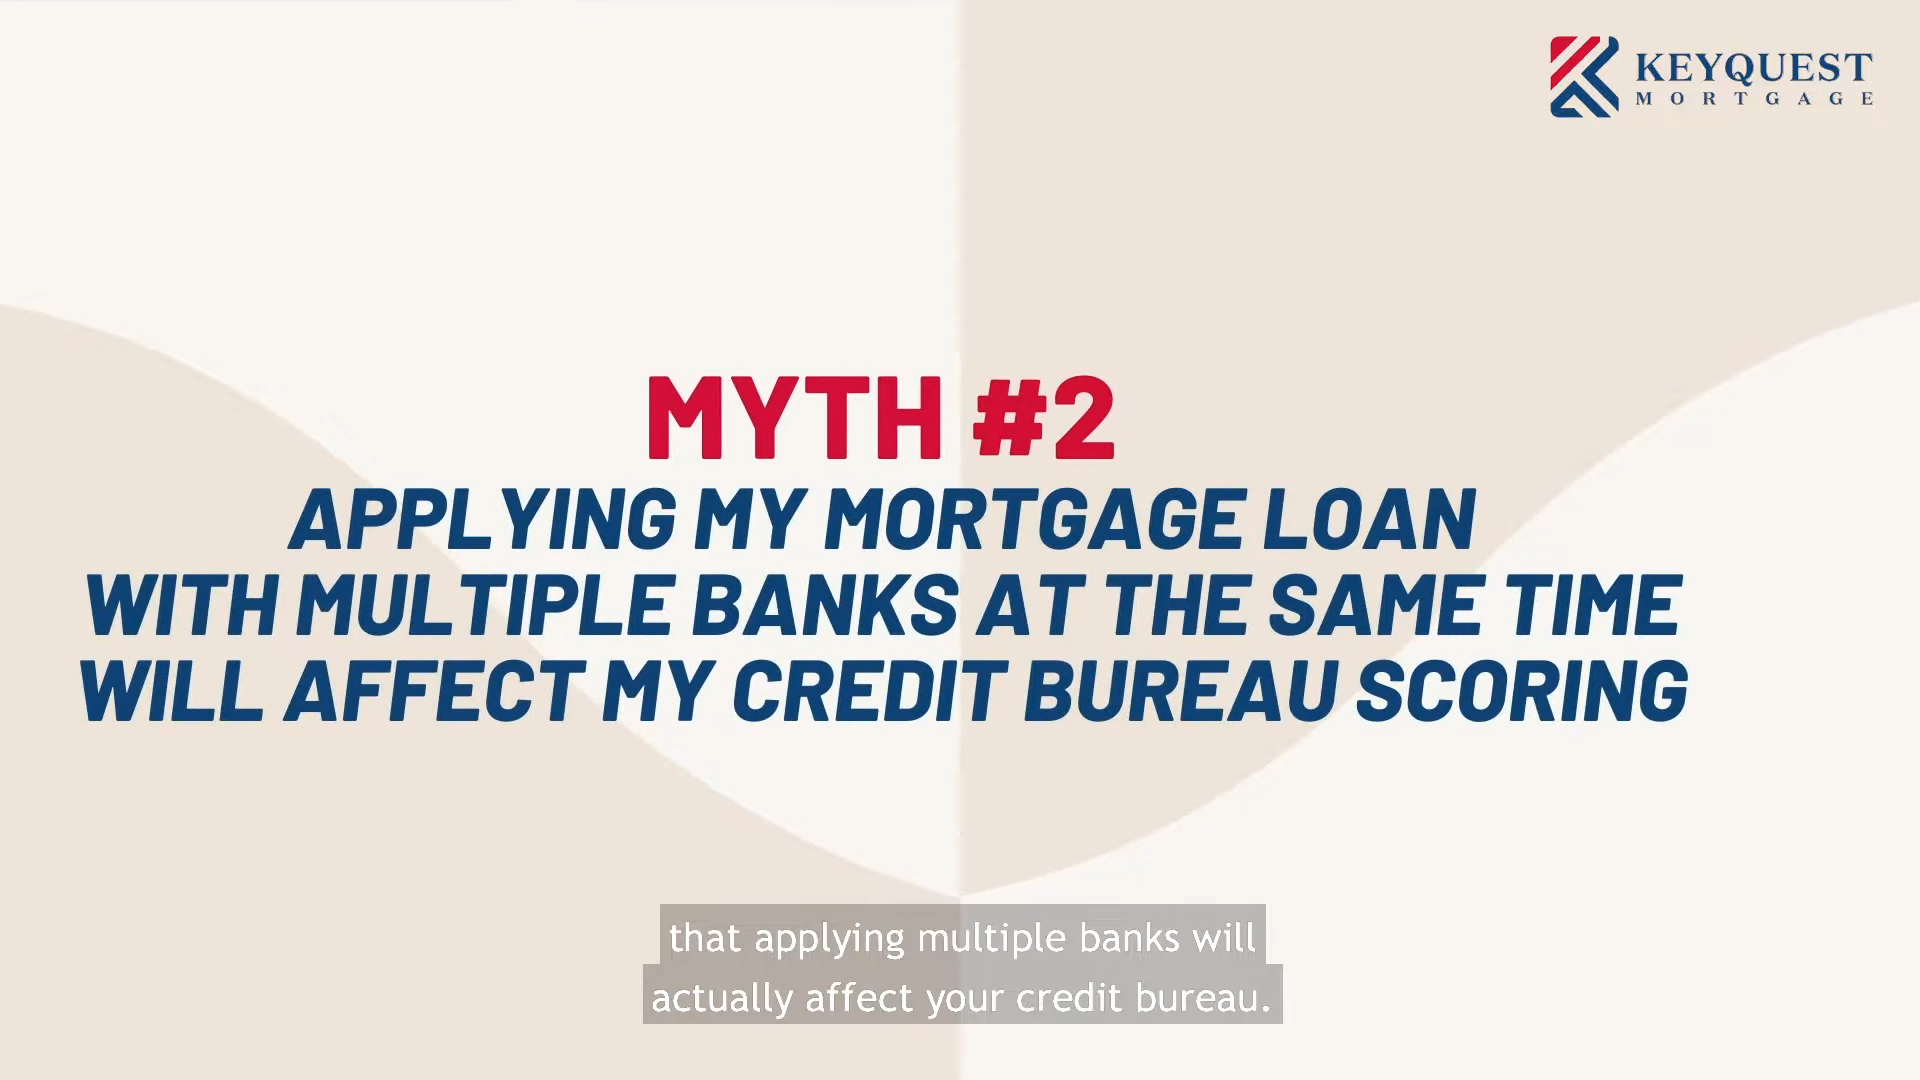 KEYQUEST
MORTGAGE
MYTH #2
APPLYING MY MORTGAGE LOAN
WITH MULTIPLE BANKS AT THE SAME TIME
WILL AFFECT MY CREDIT BUREAU SCORING
that applying multiple banks will
actually affect your credit bureau.